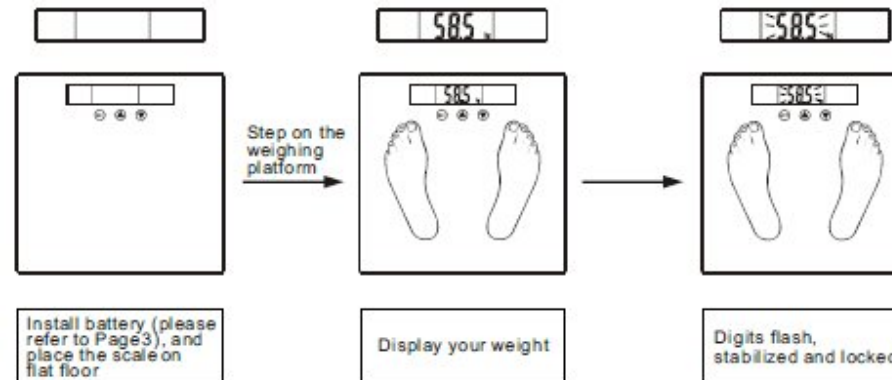 58.5
58.5
58.5
58.5
Step on the
weighing
platform
Install battery (please
refer to Page3), and
place the scale on
flat floor
Display your weight
Digits flash,
stabilized and locked